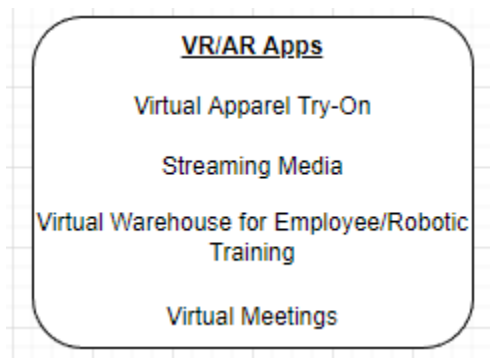 VR/AR Apps
Virtual Apparel Try-On
Streaming Media
Virtual Warehouse for Employee/Robotic
Training
Virtual Meetings